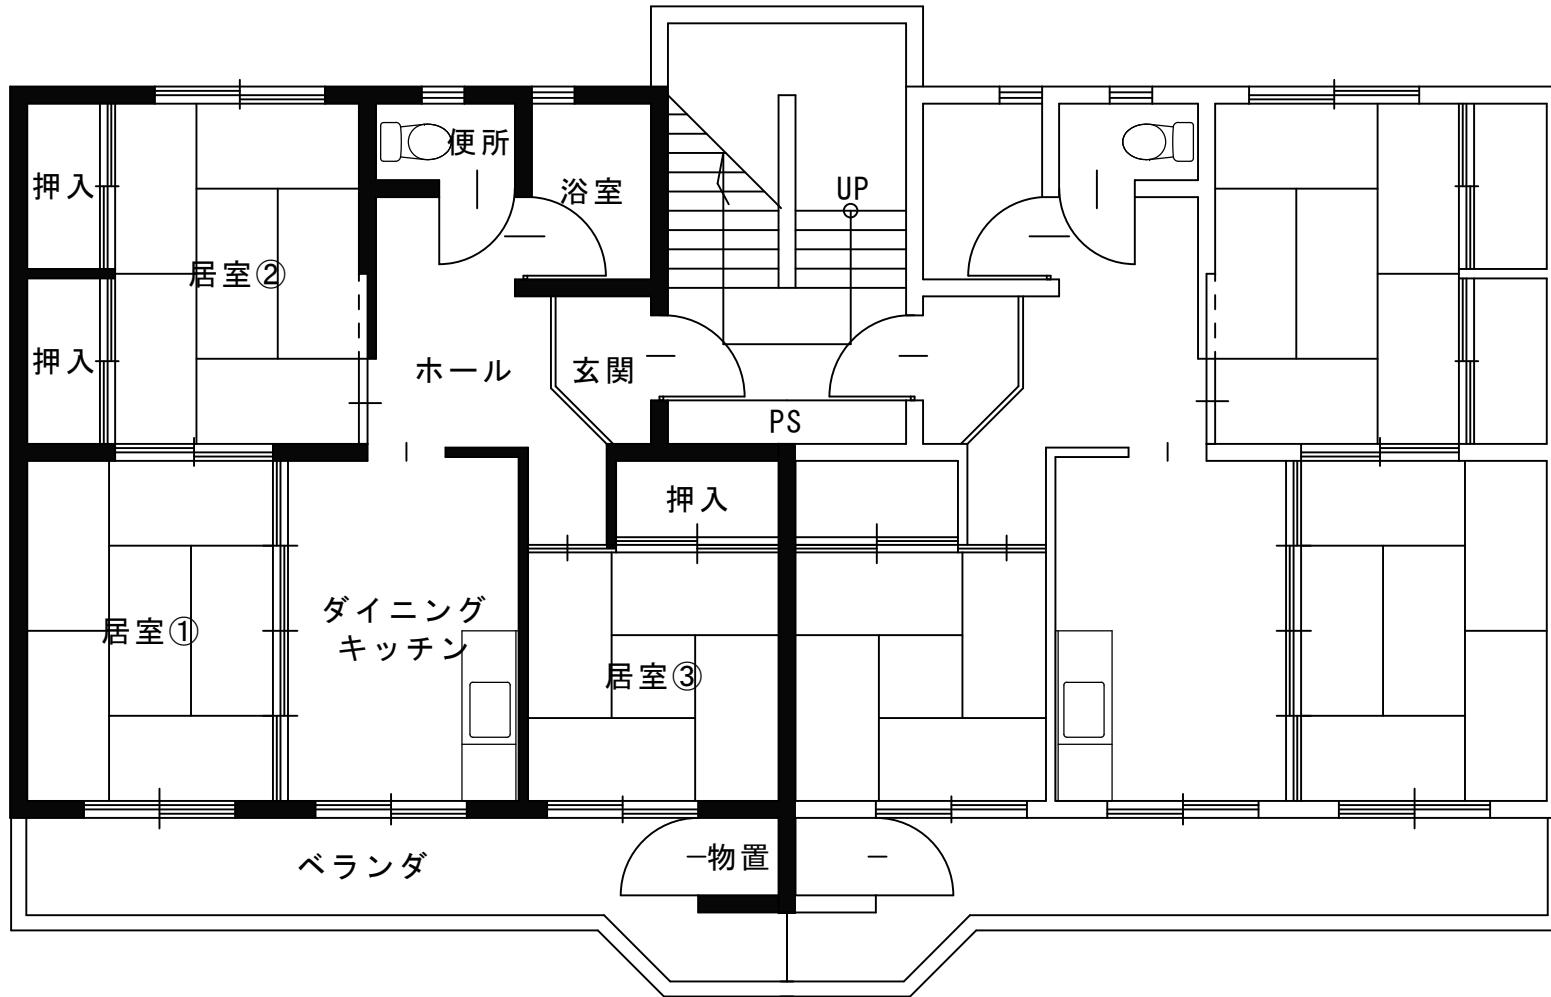 便所
押入
浴室
UP
居室②
押入
ホール
玄関
PS
押入
ダイニング
キッチン
居室①
居室③
ベランダ
物置